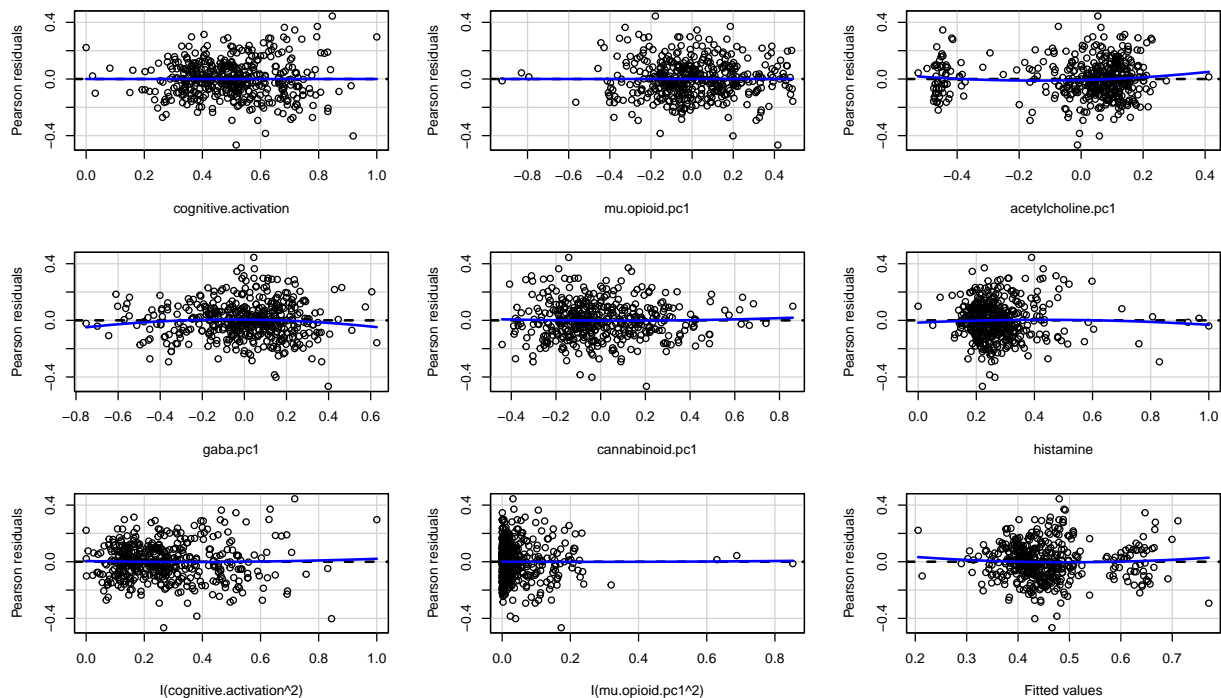 0.4
0.0
−0.4
Pearson residuals
0.0 0.2 0.4 0.6 0.8 1.0
cognitive.activation
0.4
0.0
−0.4
Pearson residuals
−0.8 −0.6 −0.4 −0.2 0.0 0.2 0.4
mu.opioid.pc1
0.4
0.0
−0.4
Pearson residuals
−0.4 −0.2 0.0 0.2 0.4
acetylcholine.pc1
0.4
0.0
−0.4
Pearson residuals
−0.8 −0.6 −0.4 −0.2 0.0 0.2 0.4 0.6
gaba.pc1
0.4
0.0
−0.4
Pearson residuals
−0.4 −0.2 0.0 0.2 0.4 0.6 0.8
cannabinoid.pc1
0.4
0.0
−0.4
Pearson residuals
0.0 0.2 0.4 0.6 0.8 1.0
histamine
0.4
0.0
−0.4
Pearson residuals
0.0 0.2 0.4 0.6 0.8 1.0
I(cognitive.activation^2)
0.4
0.0
−0.4
Pearson residuals
0.0 0.2 0.4 0.6 0.8
I(mu.opioid.pc1^2)
0.4
0.0
−0.4
Pearson residuals
0.2 0.3 0.4 0.5 0.6 0.7
Fitted values